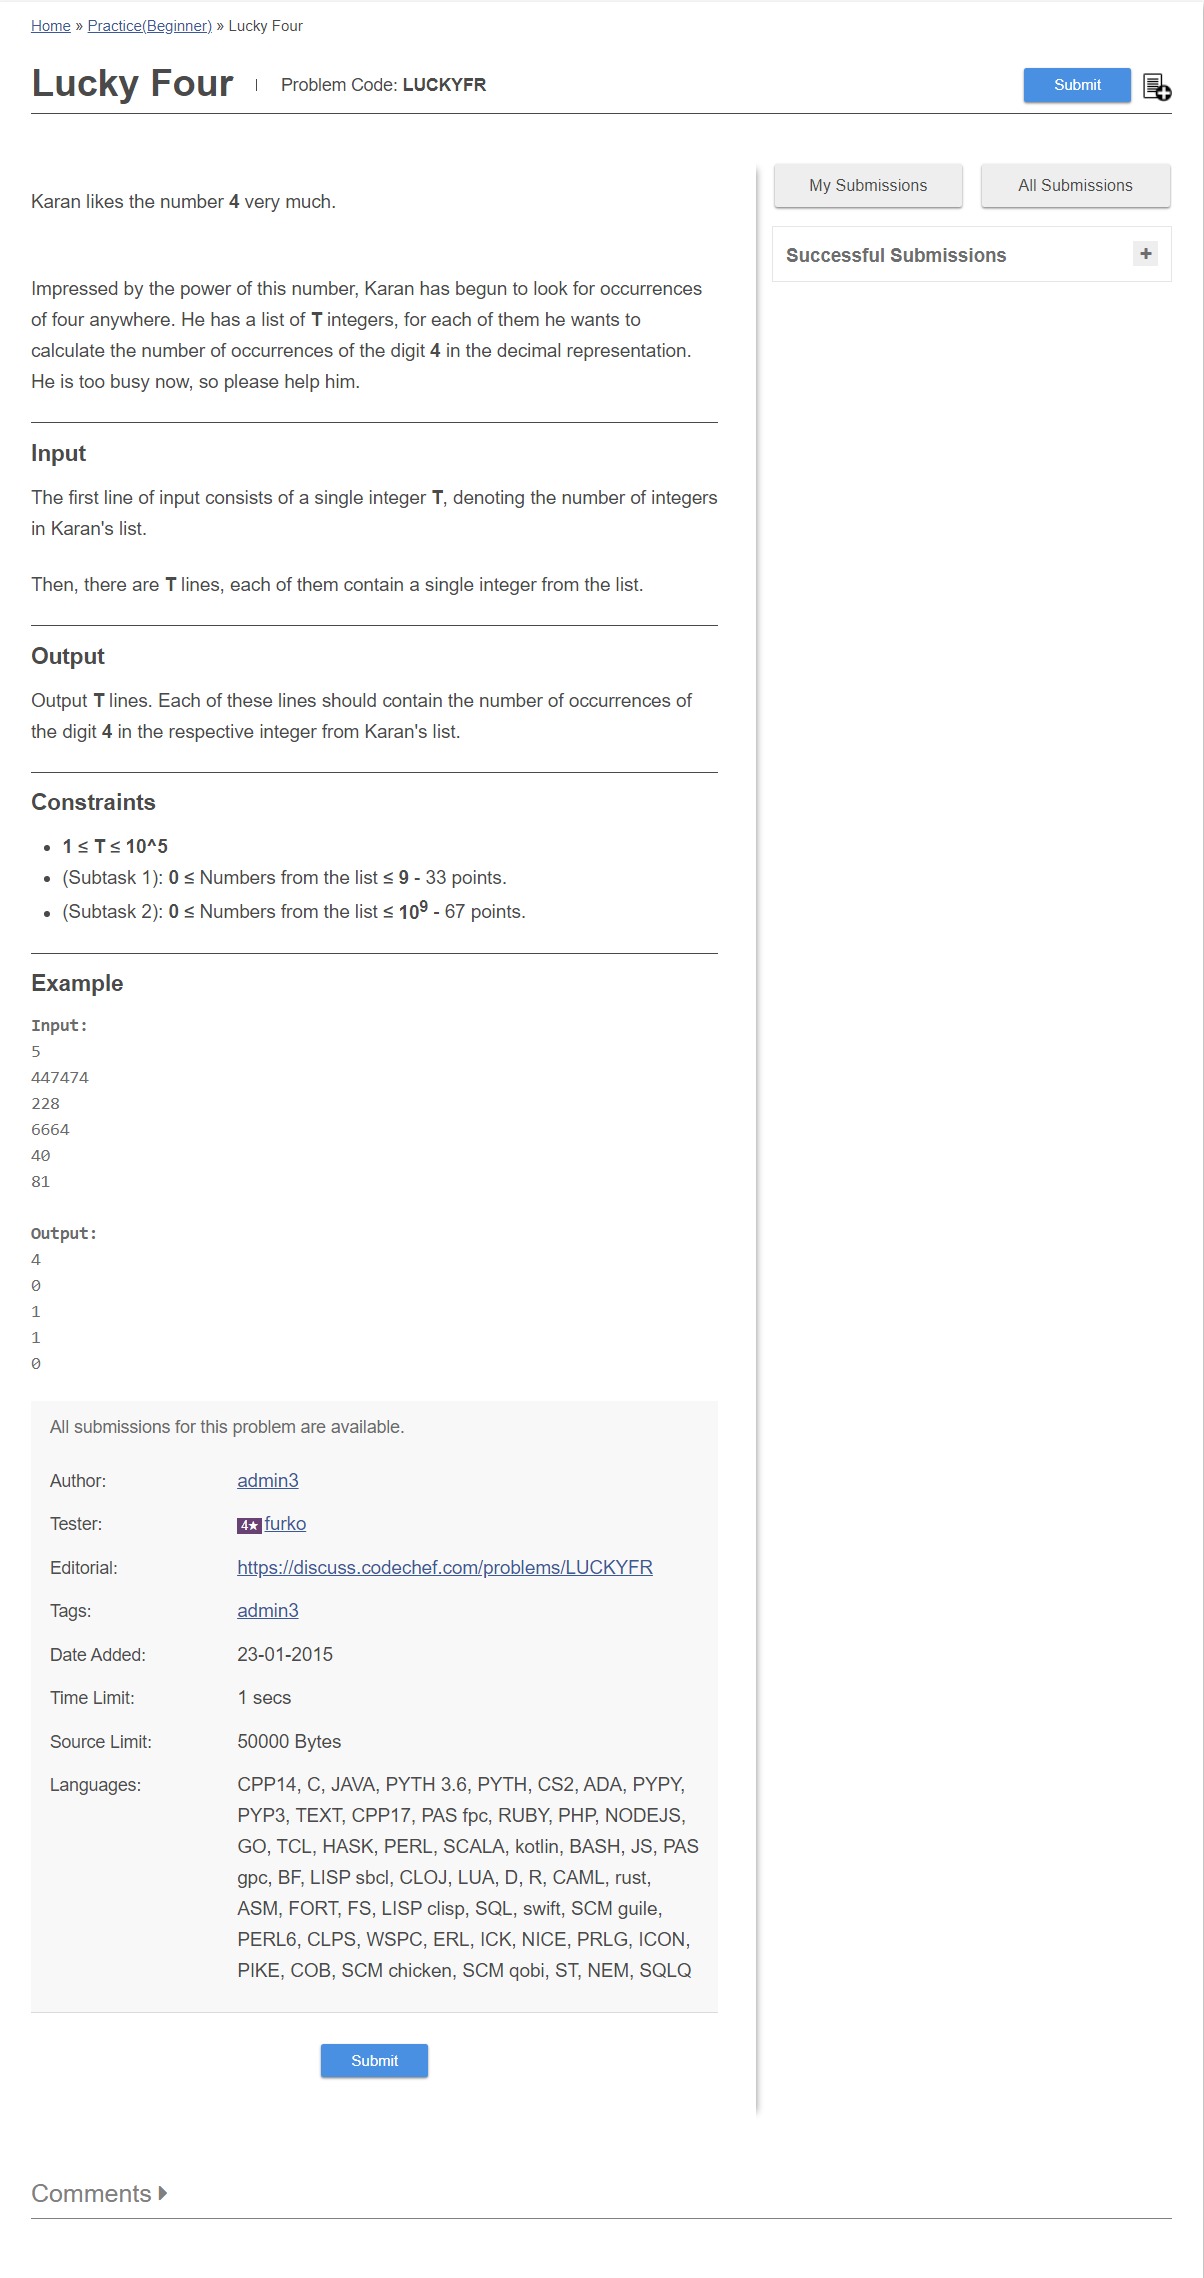 Home » Practice(Beginner) » Lucky Four
Lucky Four | Problem Code: LUCKYFR
Submit
Karan likes the number 4 very much.
Impressed by the power of this number, Karan has begun to look for occurrences
of four anywhere. He has a list of T integers, for each of them he wants to
calculate the number of occurrences of the digit 4 in the decimal representation.
He is too busy now, so please help him.
Input
The first line of input consists of a single integer T, denoting the number of integers
in Karan's list.
Then, there are T lines, each of them contain a single integer from the list.
Output
Output T lines. Each of these lines should contain the number of occurrences of
the digit 4 in the respective integer from Karan's list.
Constraints
• 1 ≤ T ≤ 10^5
• (Subtask 1): 0 ≤ Numbers from the list ≤ 9 - 33 points.
• (Subtask 2): 0 ≤ Numbers from the list ≤ 10⁹ - 67 points.
Example
Input:
5
447474
228
6664
40
81
Output:
4
0
1
1
0
All submissions for this problem are available.
Author: admin3
Tester: 4★ furko
Editorial: https://discuss.codechef.com/problems/LUCKYFR
Tags: admin3
Date Added: 23-01-2015
Time Limit: 1 secs
Source Limit: 50000 Bytes
Languages: CPP14, C, JAVA, PYTH 3.6, PYTH, CS2, ADA, PYPY,
PYP3, TEXT, CPP17, PAS fpc, RUBY, PHP, NODEJS,
GO, TCL, HASK, PERL, SCALA, kotlin, BASH, JS, PAS
gpc, BF, LISP sbcl, CLOJ, LUA, D, R, CAML, rust,
ASM, FORT, FS, LISP clisp, SQL, swift, SCM guile,
PERL6, CLPS, WSPC, ERL, ICK, NICE, PRLG, ICON,
PIKE, COB, SCM chicken, SCM qobi, ST, NEM, SQLQ
Submit
My Submissions
All Submissions
Successful Submissions +
Comments